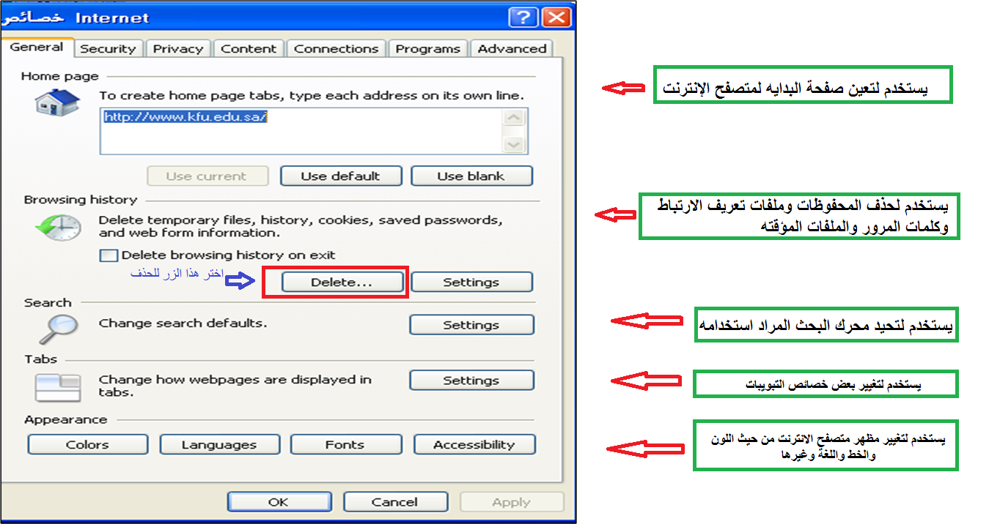 خصائص Internet
General
Security
Privacy
Content
Connections
Programs
Advanced
Home page
To create home page tabs, type each address on its own line.
http://www.kfu.edu.sa/
Use current
Use default
Use blank
يستخدم لتعين صفحة البدايه لمتصفح الإنترنت
Browsing history
Delete temporary files, history, cookies, saved passwords,
and web form information.
Delete browsing history on exit
اختر هذا الزر للحذف
Delete...
Settings
يستخدم لحذف المحفوظات وملفات تعريف الارتباط
وكلمات المرور والملفات المؤقته
Search
Change search defaults.
Settings
يستخدم لتحيد محرك البحث المراد استخدامه
Tabs
Change how webpages are displayed in
tabs.
Settings
يستخدم لتغيير بعض خصائص التبويبات
Appearance
Colors
Languages
Fonts
Accessibility
يستخدم لتغيير مظهر متصفح الانترنت من حيث اللون
والخط واللغة وغيرها
OK
Cancel
Apply